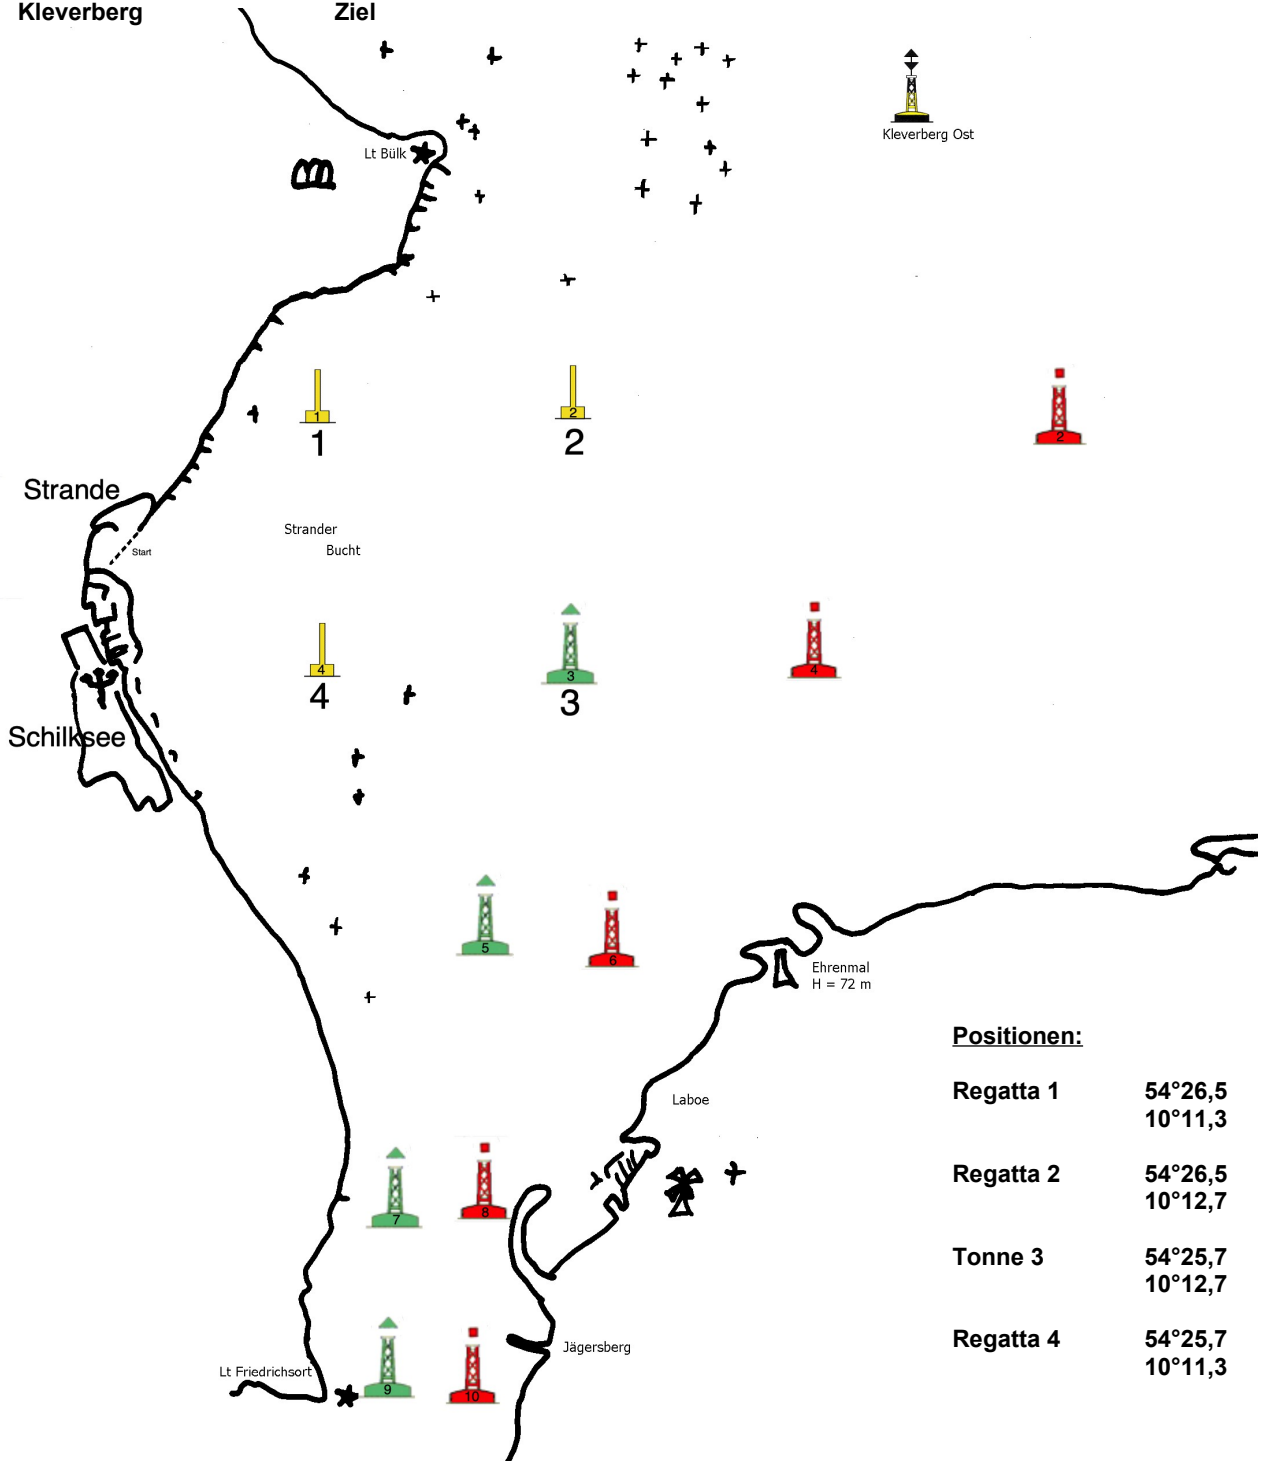 Kleverberg Ziel
Lt Bülk
Kleverberg Ost
1
2
2
1
2
Strande
Strander
Bucht
Start
4
3
4
4
3
Schilksee
5
6
Ehrenmal
H = 72 m
Positionen:
Regatta 1 54°26,5
10°11,3
Laboe
Regatta 2 54°26,5
10°12,7
7
8
Tonne 3 54°25,7
10°12,7
Regatta 4 54°25,7
10°11,3
Jägersberg
Lt Friedrichsort
9
10